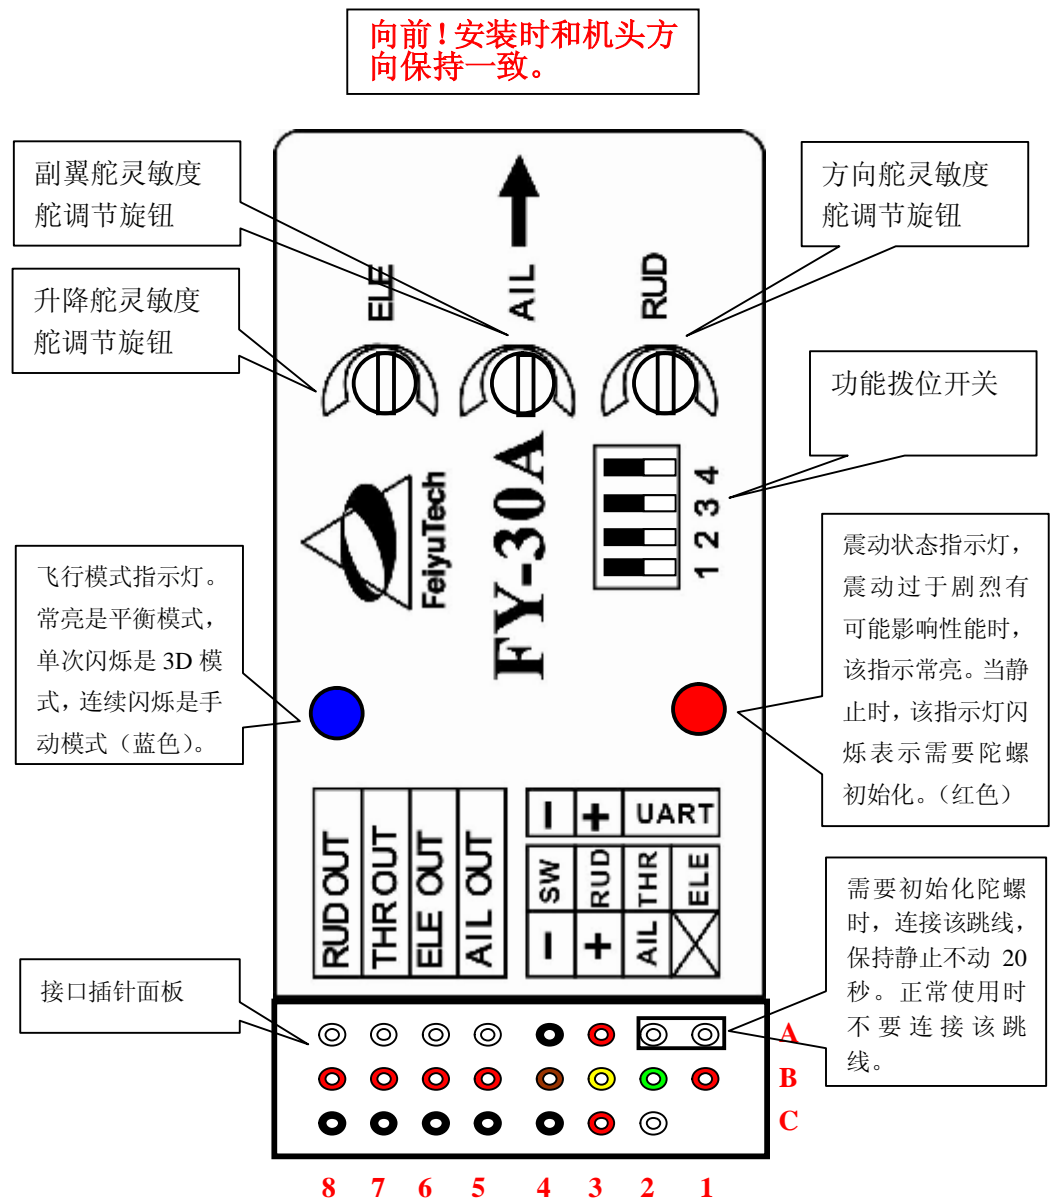 向前！安装时和机头方
向保持一致。
副翼舵灵敏度
舵调节旋钮
方向舵灵敏度
舵调节旋钮
升降舵灵敏度
舵调节旋钮
ELE
AIL
RUD
功能拨位开关
FeiyuTech
FY-30A
1 2 3 4
飞行模式指示灯。
常亮是平衡模式，
单次闪烁是 3D 模
式，连续闪烁是手
动模式（蓝色）。
震动状态指示灯，
震动过于剧烈有
可能影响性能时，
该指示常亮。当静
止时，该指示灯闪
烁表示需要陀螺
初始化。（红色）
RUD OUT
THR OUT
ELE OUT
AIL OUT
- + UART
SW RUD THR ELE
- + AIL
需要初始化陀螺
时，连接该跳线，
保持静止不动 20
秒。正常使用时
不要连接该跳
线。
接口插针面板
A
B
C
8 7 6 5 4 3 2 1